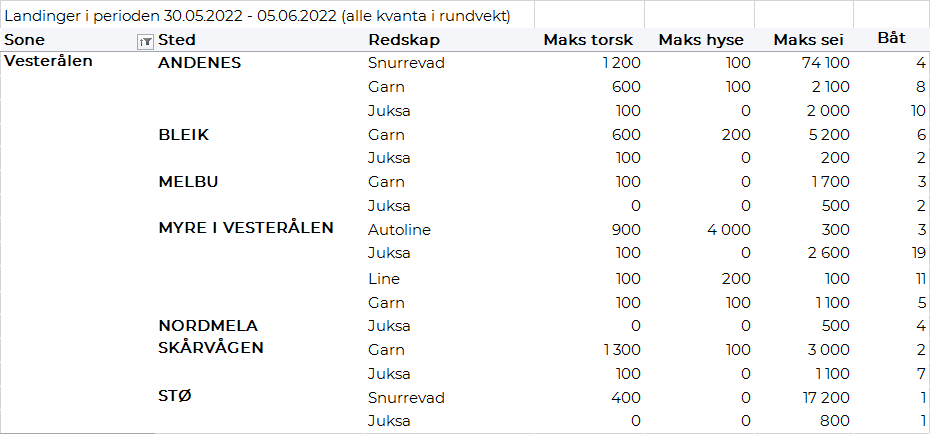 Landinger i perioden 30.05.2022 - 05.06.2022 (alle kvanta i rundvekt)
Sone Sted Redskap Maks torsk Maks hyse Maks sei Båt
Vesterålen ANDENES Snurrevad 1 200 100 74 100 4
Garn 600 100 2 100 8
Juksa 100 0 2 000 10
BLEIK Garn 600 200 5 200 6
Juksa 100 0 200 2
MELBU Garn 100 0 1 700 3
Juksa 0 0 500 2
MYRE I VESTERÅLEN Autoline 900 4 000 300 3
Juksa 100 0 2 600 19
Line 100 200 100 11
Garn 100 100 1 100 5
NORDMELA Juksa 0 0 500 4
SKÅRVÅGEN Garn 1 300 100 3 000 2
Juksa 100 0 1 100 7
STØ Snurrevad 400 0 17 200 1
Juksa 0 0 800 1